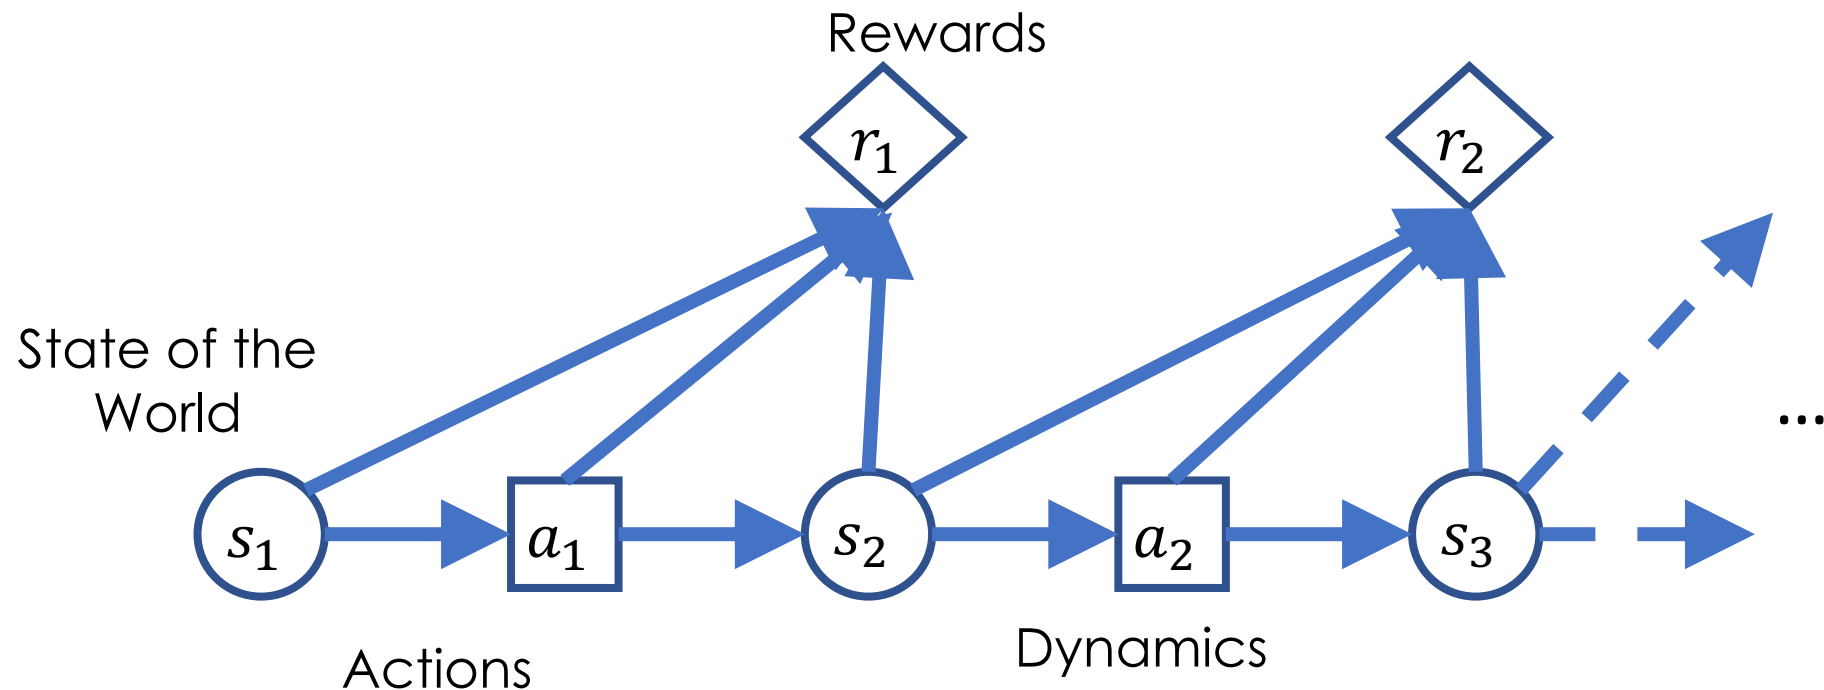 Rewards
r₁
r₂
State of the
World
...
s₁
a₁
s₂
a₂
s₃
Actions
Dynamics